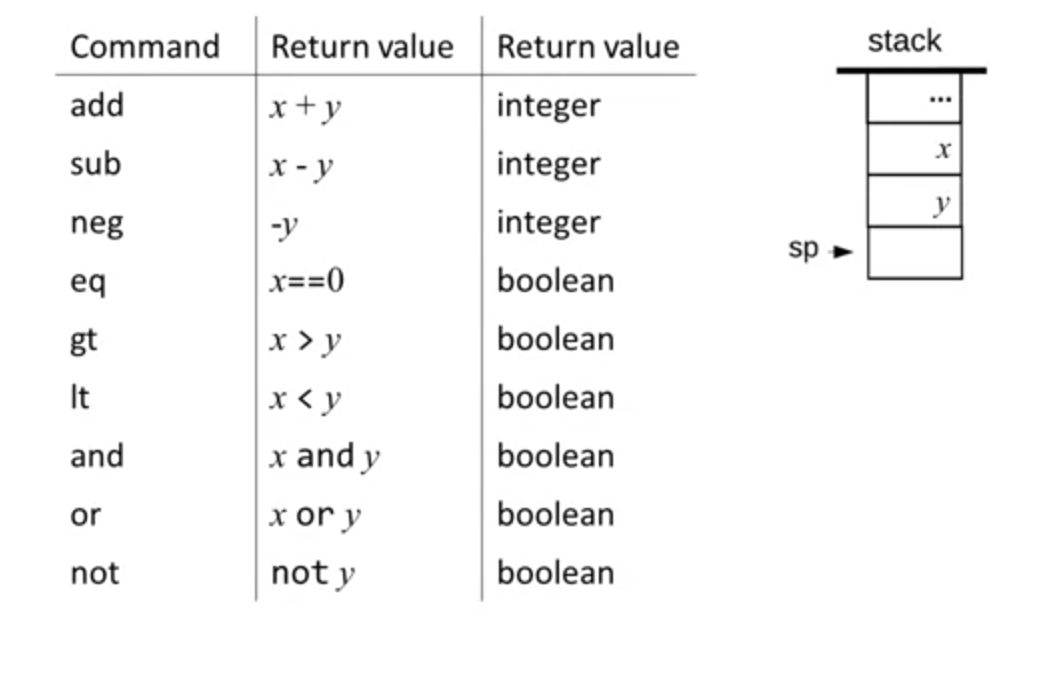 Command Return value Return value
add x + y integer
sub x - y integer
neg -y integer
eq x==0 boolean
gt x > y boolean
lt x < y boolean
and x and y boolean
or x or y boolean
not not y boolean
stack
...
x
y
sp